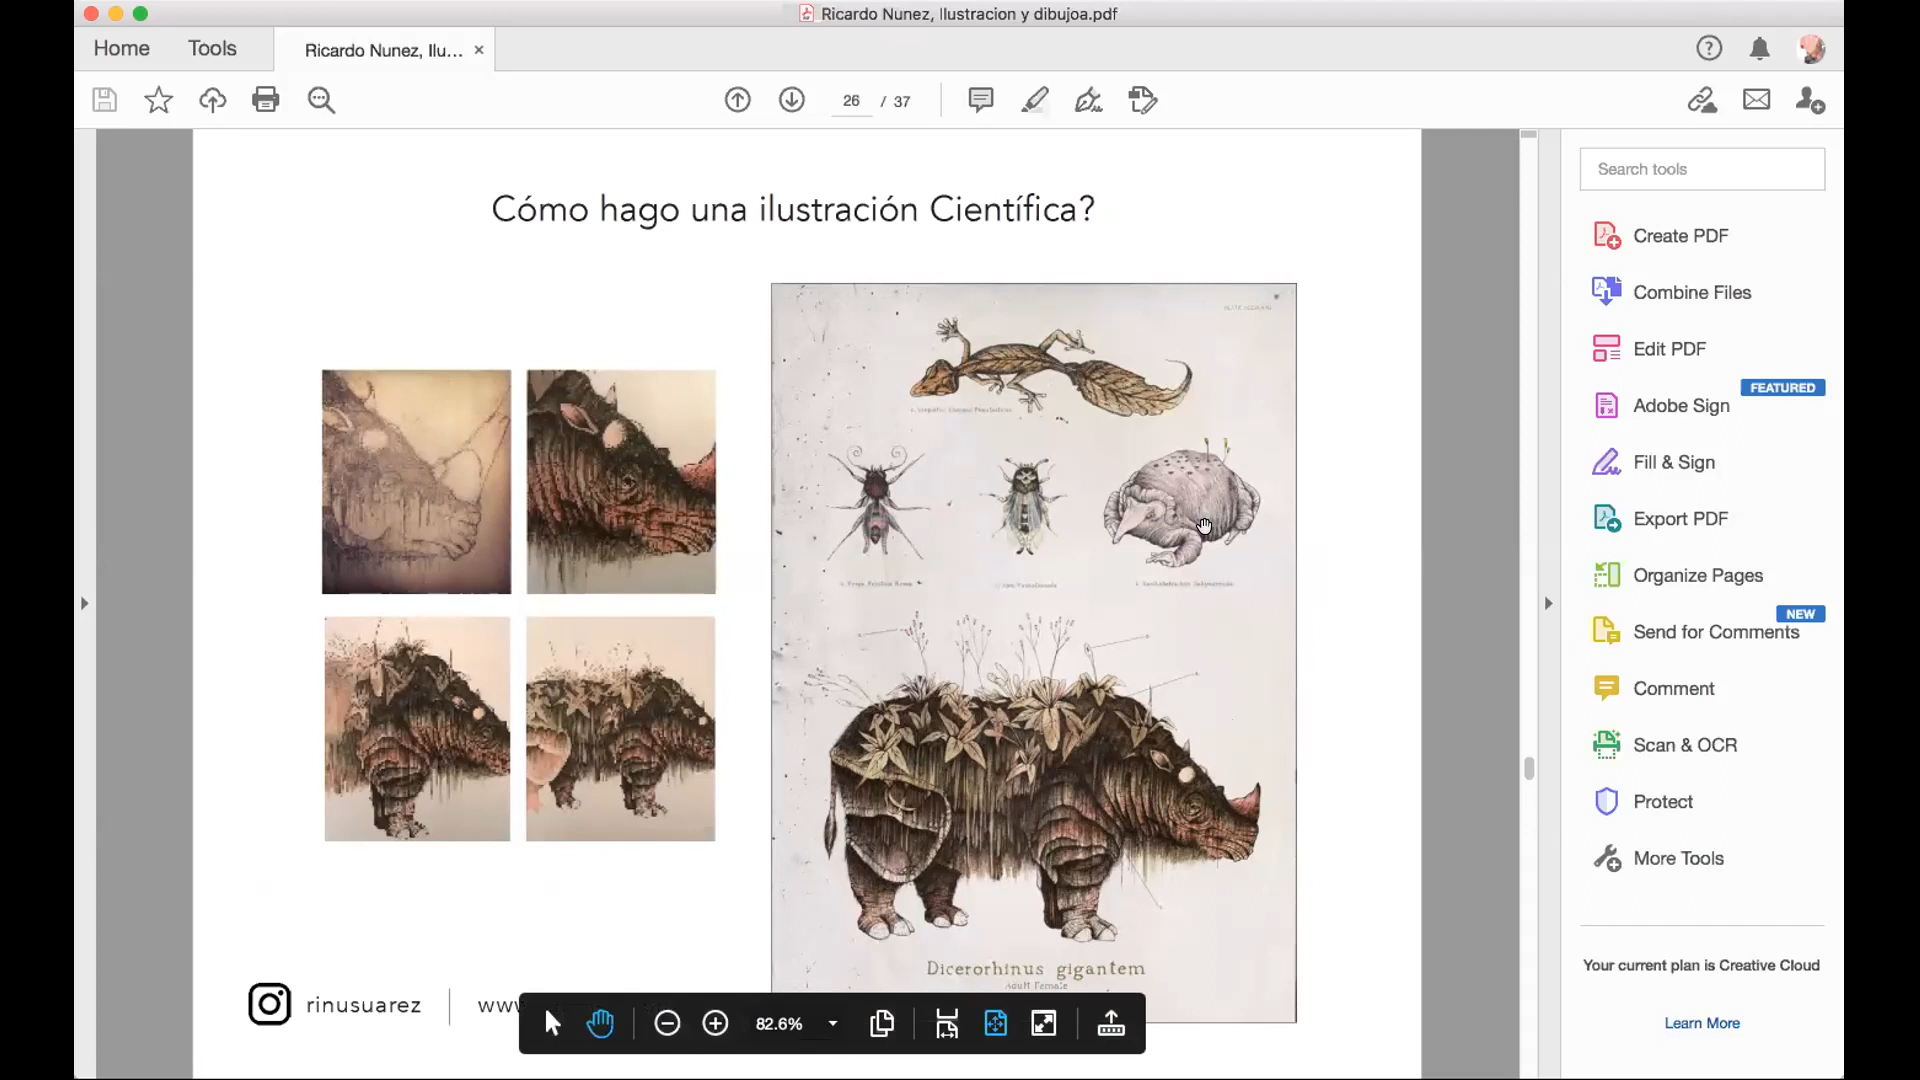 Ricardo Nunez, Ilustracion y dibujoa.pdf
Home
Tools
Ricardo Nunez, Ilu...
26 / 37
Cómo hago una ilustración Científica?
Dicerorhinus gigantem
Adult Female
rinusuarez
82.6%
Search tools
Create PDF
Combine Files
Edit PDF
FEATURED
Adobe Sign
Fill & Sign
Export PDF
Organize Pages
NEW
Send for Comments
Comment
Scan & OCR
Protect
More Tools
Your current plan is Creative Cloud
Learn More